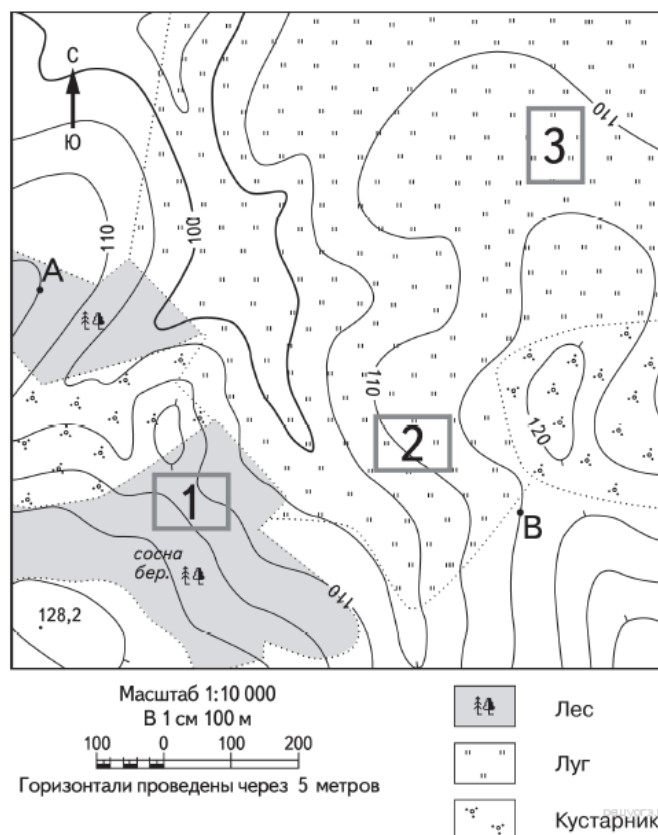 С
Ю
110
100
А
3
110
110
2
120
1
В
сосна
бер.
110
128,2
Масштаб 1:10 000
В 1 см 100 м
100 0 100 200
Горизонтали проведены через 5 метров
Лес
Луг
Кустарник